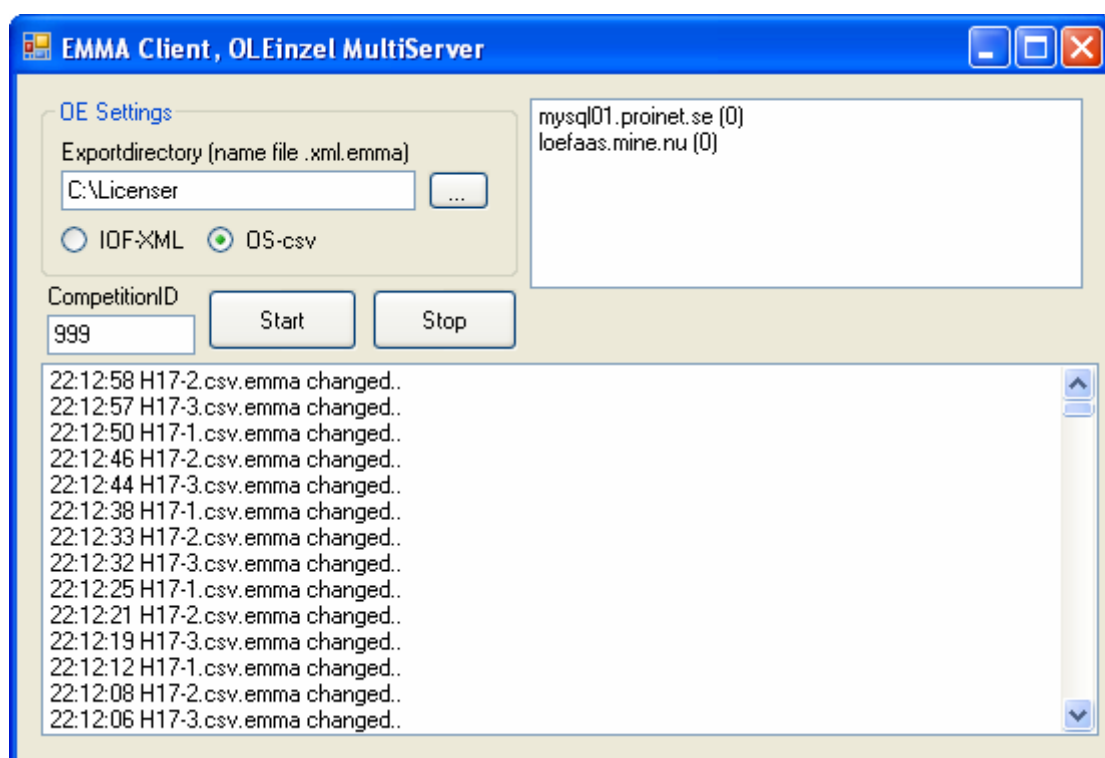 EMMA Client, OLEinzel MultiServer
OE Settings
Exportdirectory (name file .xml.emma)
C:\Licenser
...
IOF-XML OS-csv
mysql01.proinet.se (0)
loefaas.mine.nu (0)
CompetitionID
999
Start Stop
22:12:58 H17-2.csv.emma changed..
22:12:57 H17-3.csv.emma changed..
22:12:50 H17-1.csv.emma changed..
22:12:46 H17-2.csv.emma changed..
22:12:44 H17-3.csv.emma changed..
22:12:38 H17-1.csv.emma changed..
22:12:33 H17-2.csv.emma changed..
22:12:32 H17-3.csv.emma changed..
22:12:25 H17-1.csv.emma changed..
22:12:21 H17-2.csv.emma changed..
22:12:19 H17-3.csv.emma changed..
22:12:12 H17-1.csv.emma changed..
22:12:08 H17-2.csv.emma changed..
22:12:06 H17-3.csv.emma changed..